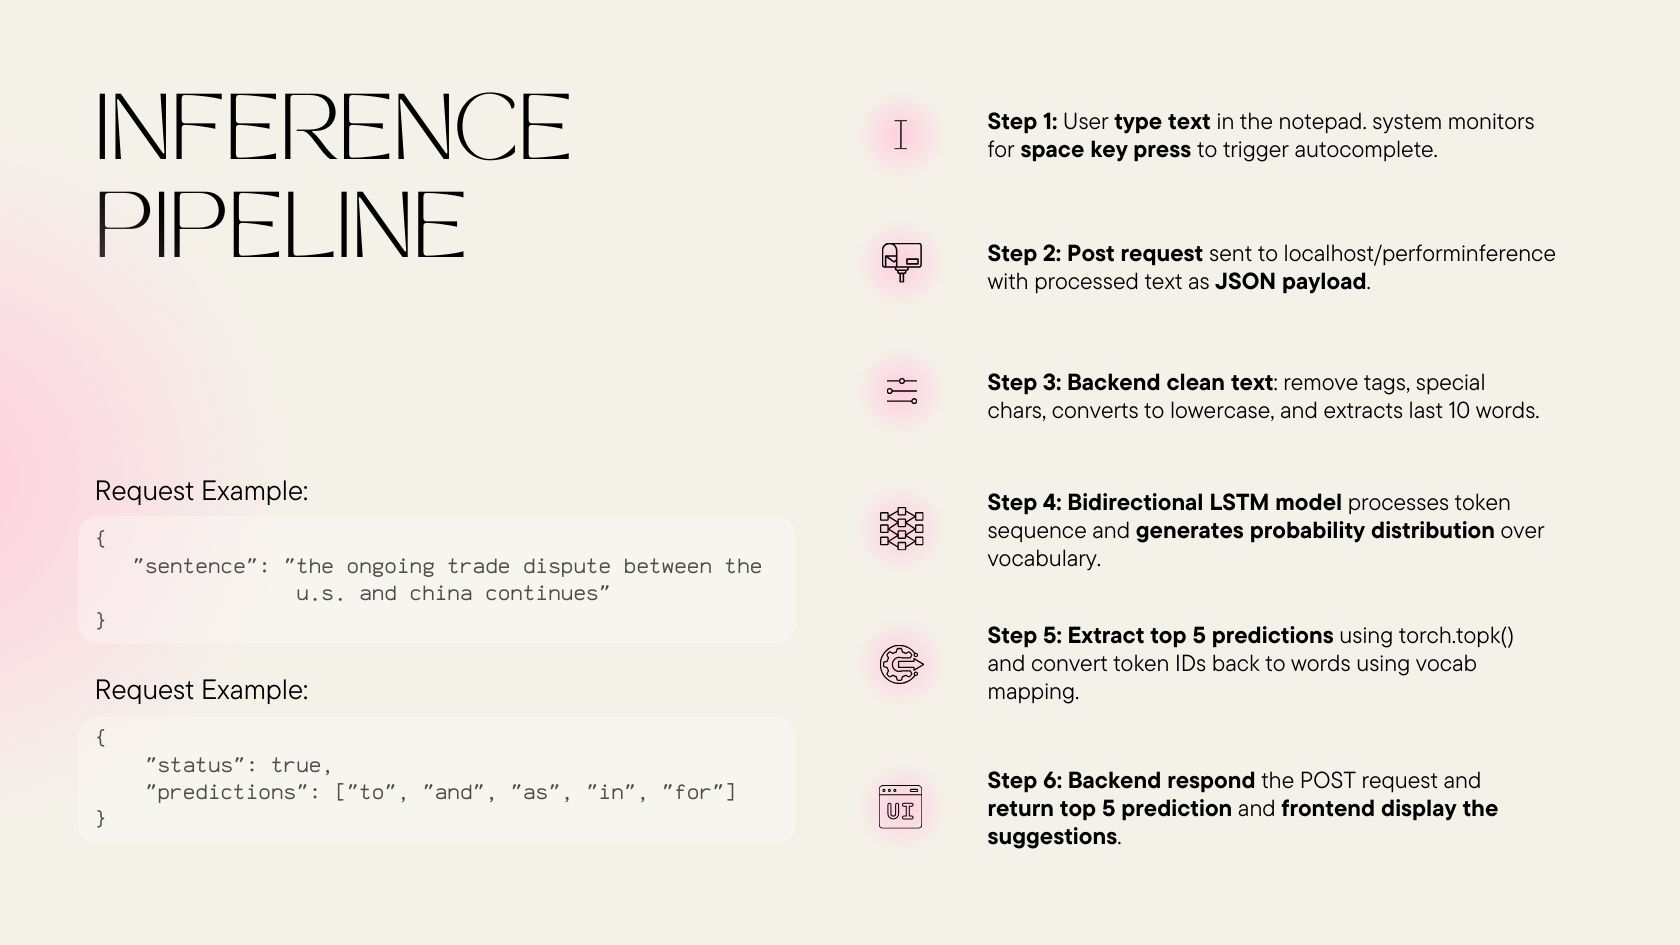 INFERENCE
PIPELINE
Request Example:
{
"sentence": "the ongoing trade dispute between the
u.s. and china continues"
}
Request Example:
{
"status": true,
"predictions": ["to", "and", "as", "in", "for"]
}
Step 1: User type text in the notepad. system monitors
for space key press to trigger autocomplete.
Step 2: Post request sent to localhost/performinference
with processed text as JSON payload.
Step 3: Backend clean text: remove tags, special
chars, converts to lowercase, and extracts last 10 words.
Step 4: Bidirectional LSTM model processes token
sequence and generates probability distribution over
vocabulary.
Step 5: Extract top 5 predictions using torch.topk()
and convert token IDs back to words using vocab
mapping.
UI
Step 6: Backend respond the POST request and
return top 5 prediction and frontend display the
suggestions.